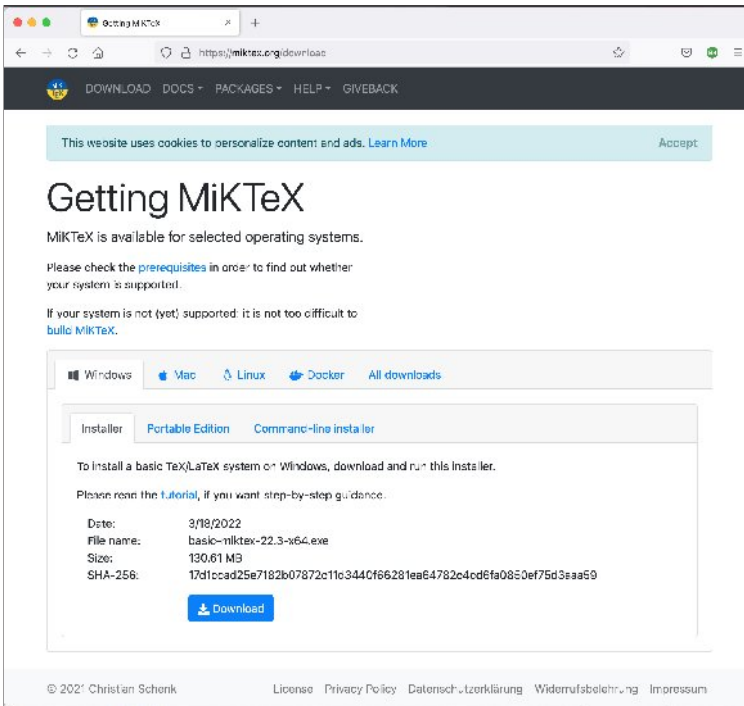 Getting MiKTeX
https://miktex.org/download
DOWNLOAD DOCS PACKAGES HELP GIVEBACK
This website uses cookies to personalize content and ads. Learn More Accept
Getting MiKTeX
MiKTeX is available for selected operating systems.
Please check the prerequisites in order to find out whether
your system is supported.
If your system is not (yet) supported: it is not too difficult to
build MiKTeX.
Windows Mac Linux Docker All downloads
Installer Portable Edition Command-line installer
To install a basic TeX/LaTeX system on Windows, download and run this installer.
Please read the tutorial, if you want step-by-step guidance.
Date: 3/18/2022
File name: basic-miktex-22.3-x64.exe
Size: 130.61 MB
SHA-256:
Download
© 2021 Christian Schenk License Privacy Policy Datenschutzerklärung Widerrufsbelehrung Impressum